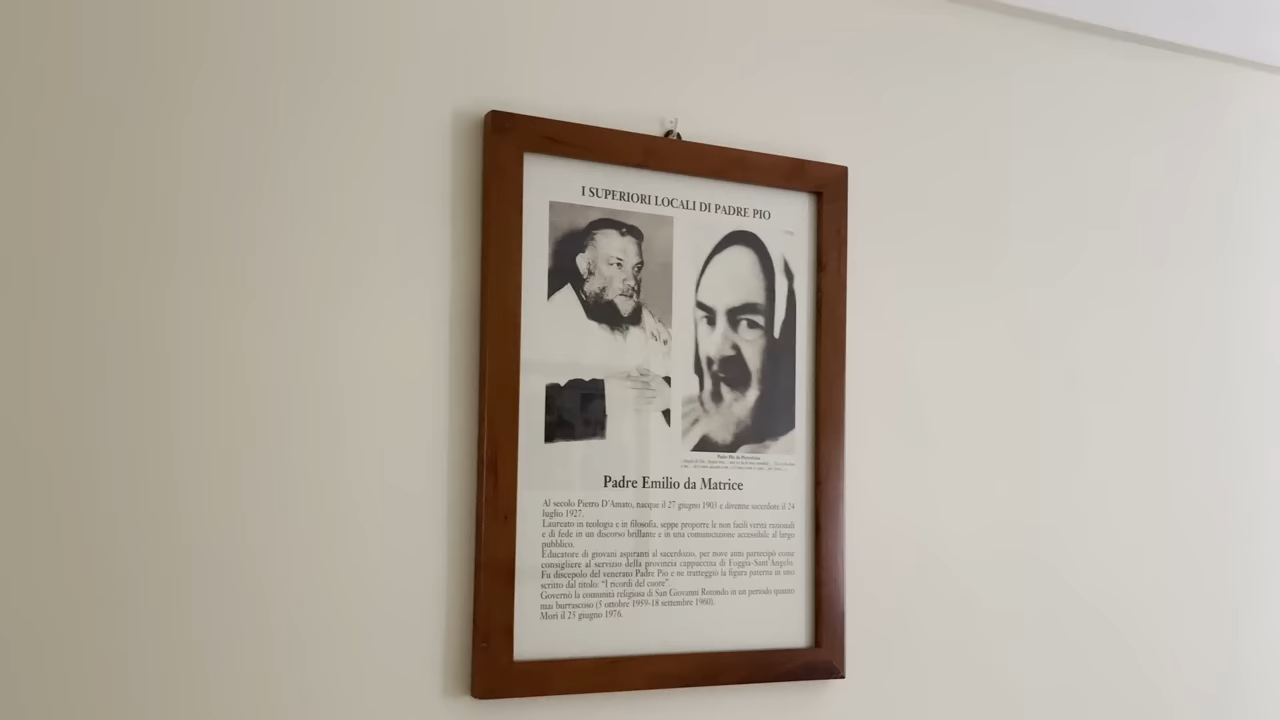 I SUPERIORI LOCALI DI PADRE PIO
Padre Pio da Pietrelcina
Padre Emilio da Matrice
Al secolo Pietro D'Amato, nacque il 27 giugno 1903 e divenne sacerdote il 24
luglio 1927.
Laureato in teologia e in filosofia, seppe proporre le non facili verità razionali
e di fede in un discorso brillante e in una comunicazione accessibile al largo
pubblico.
Educatore di giovani aspiranti al sacerdozio, per nove anni partecipò come
consigliere al servizio della provincia cappuccina di Foggia-Sant'Angelo.
Fu discepolo del venerato Padre Pio e ne tratteggiò la figura paterna in uno
scritto dal titolo: "I ricordi del cuore".
Governò la comunità religiosa di San Giovanni Rotondo in un periodo quanto
mai burrascoso (5 ottobre 1959-18 settembre 1960).
Morì il 23 giugno 1976.